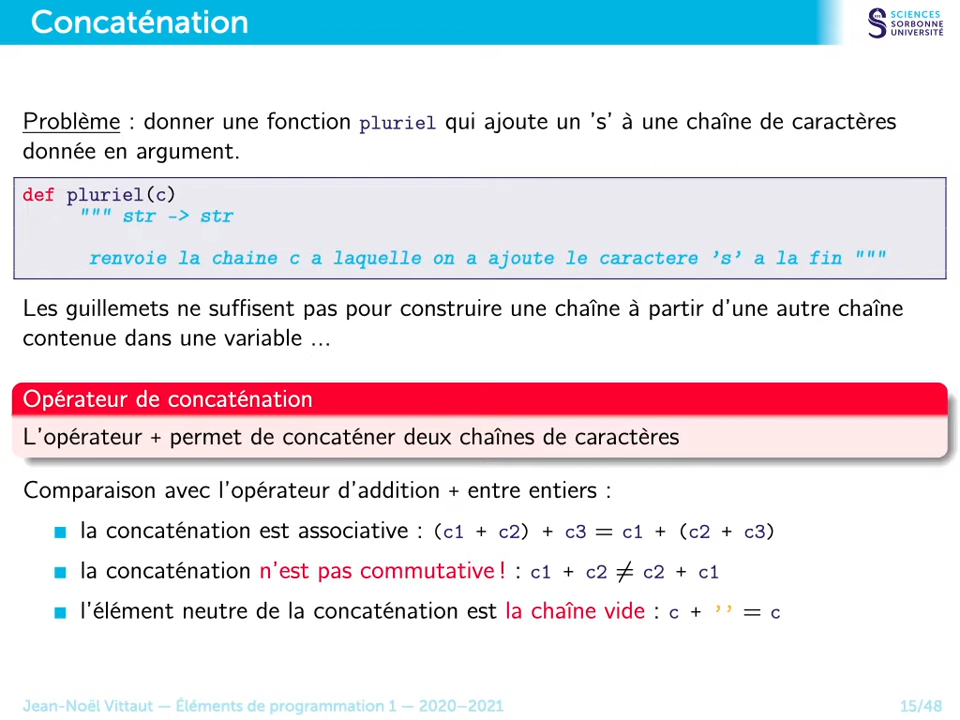 Concaténation
SCIENCES
SORBONNE
UNIVERSITÉ
Problème : donner une fonction pluriel qui ajoute un ’s’ à une chaîne de caractères
donnée en argument.
def pluriel(c)
""" str -> str
renvoie la chaine c a laquelle on a ajoute le caractere ’s’ a la fin """
Les guillemets ne suffisent pas pour construire une chaîne à partir d’une autre chaîne
contenue dans une variable ...
Opérateur de concaténation
L’opérateur + permet de concaténer deux chaînes de caractères
Comparaison avec l’opérateur d’addition + entre entiers :
la concaténation est associative : (c1 + c2) + c3 = c1 + (c2 + c3)
la concaténation n’est pas commutative ! : c1 + c2 ≠ c2 + c1
l’élément neutre de la concaténation est la chaîne vide : c + ’’ = c
Jean-Noël Vittaut — Éléments de programmation 1 — 2020–2021
15/48